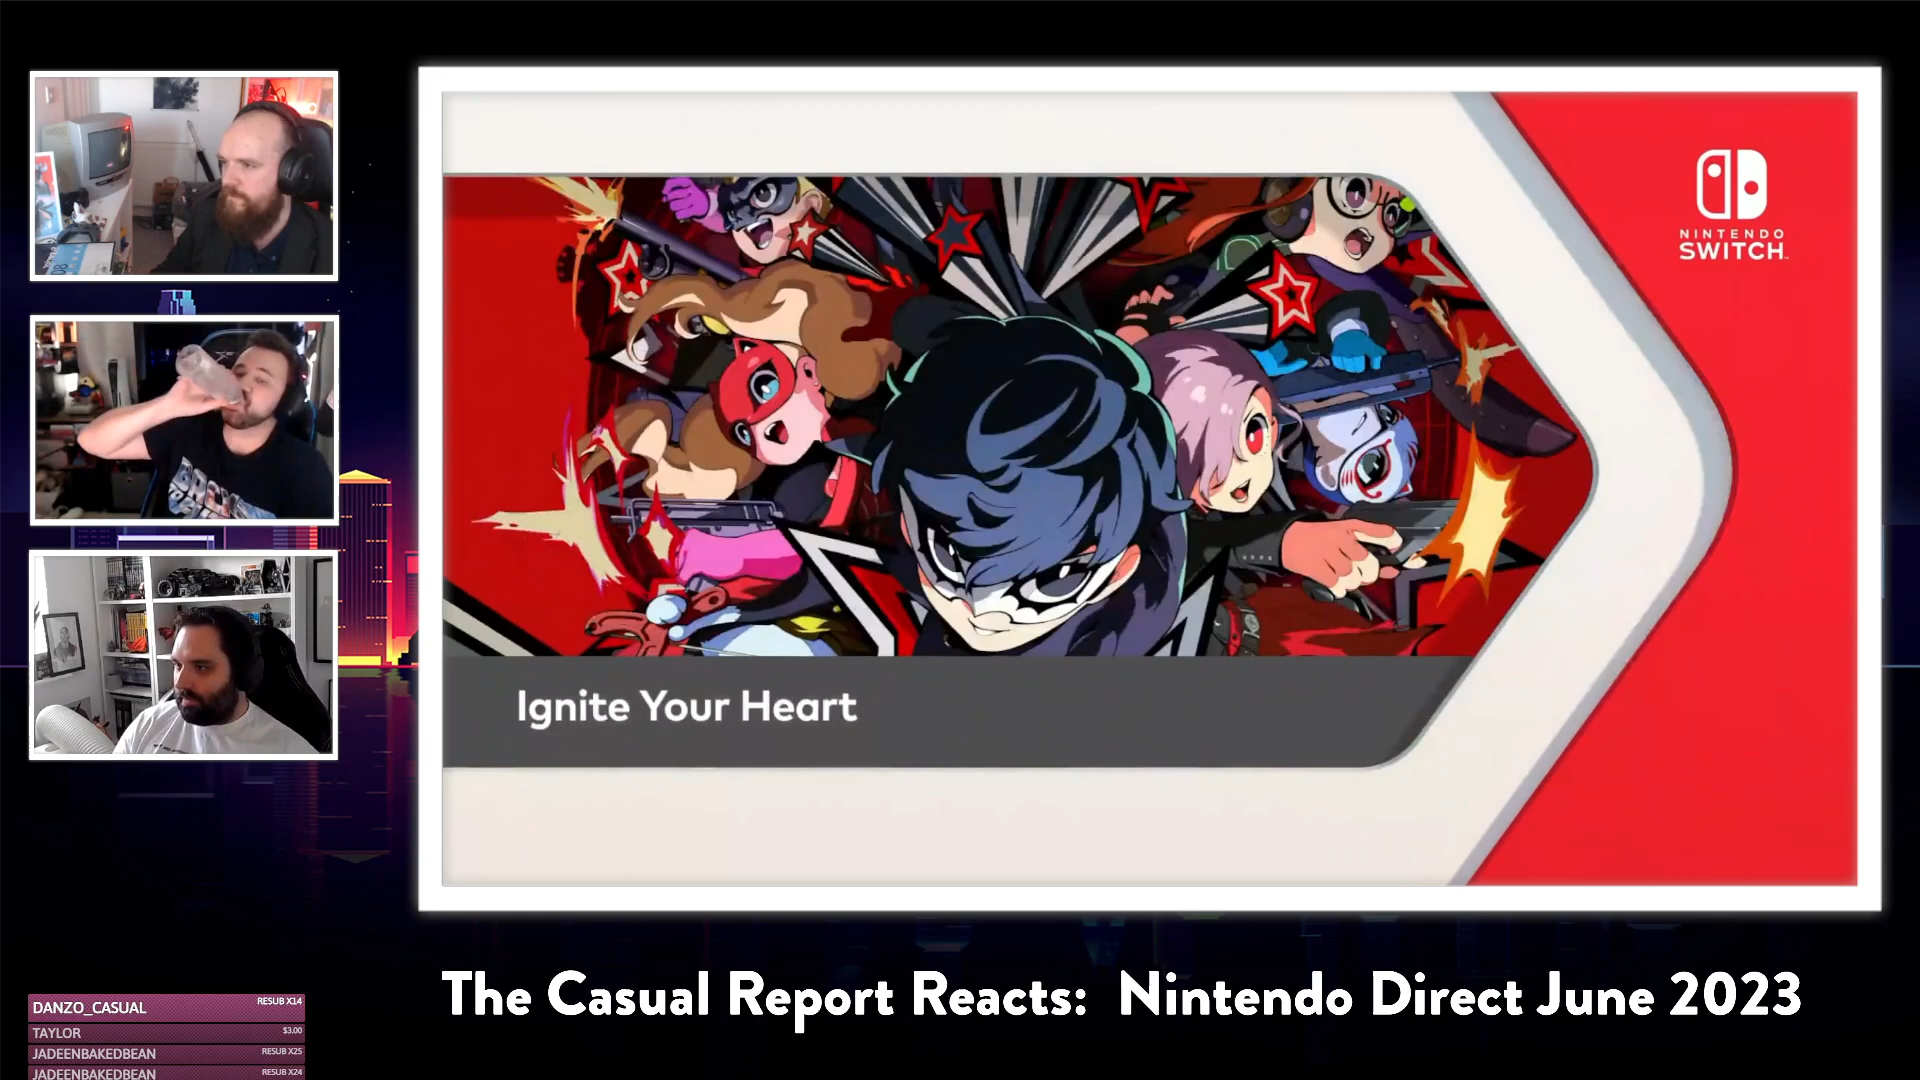 NINTENDO
SWITCH
Ignite Your Heart
The Casual Report Reacts: Nintendo Direct June 2023
DANZO_CASUAL RESUB X14
TAYLOR $3.00
JADEENBAKEDBEAN RESUB X25
JADEENBAKEDBEAN RESUB X24